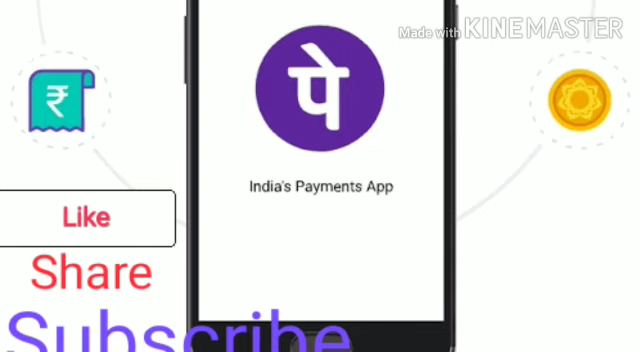 Made with KINEMASTER
₹
पे
India's Payments App
Like
Share
Subscribe